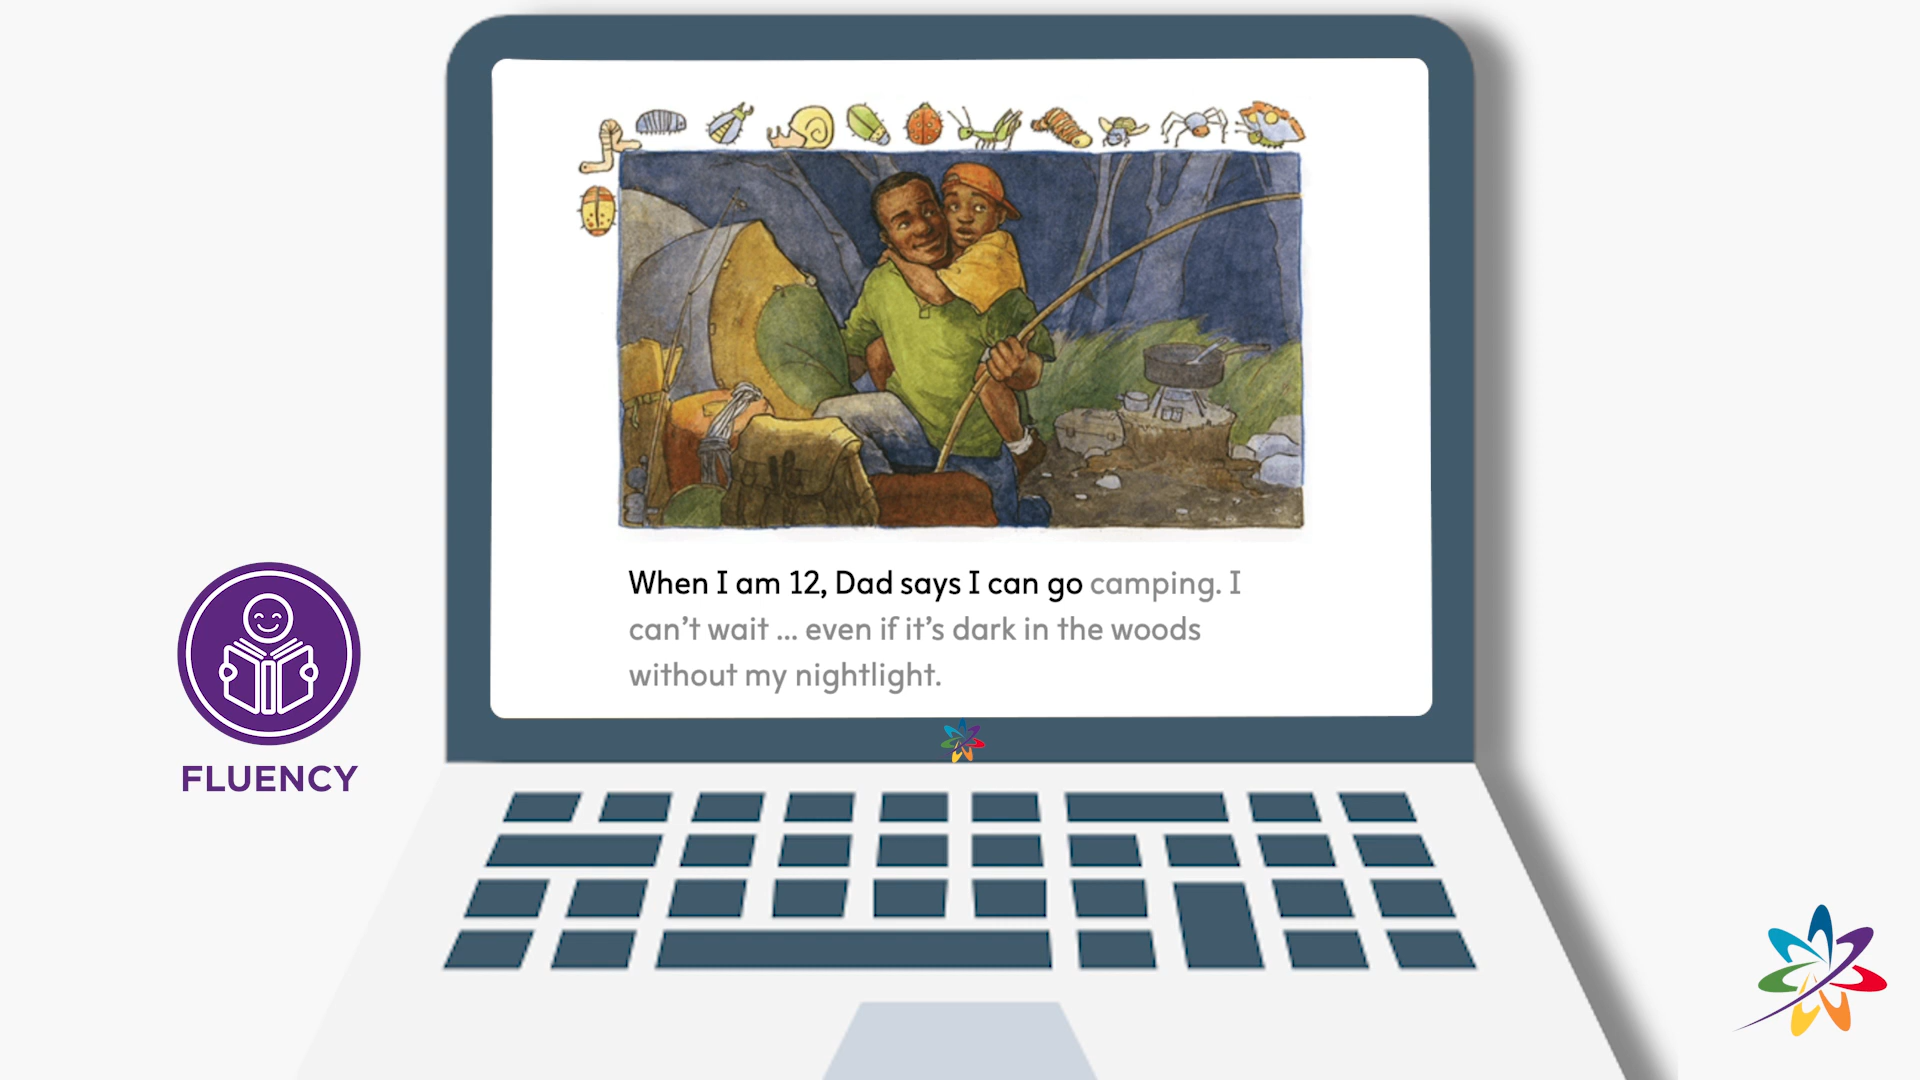 When I am 12, Dad says I can go camping. I
can't wait ... even if it's dark in the woods
without my nightlight.
FLUENCY